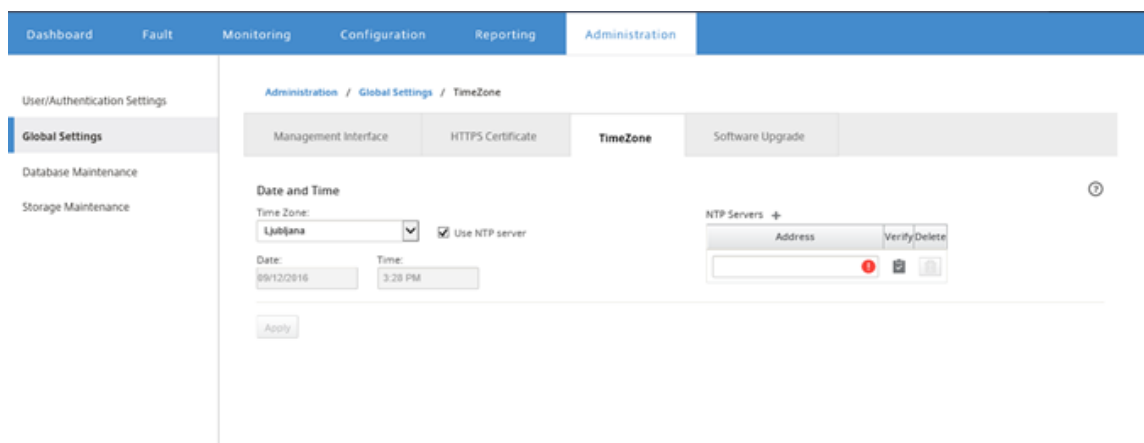 Dashboard Fault Monitoring Configuration Reporting Administration
User/Authentication Settings
Global Settings
Database Maintenance
Storage Maintenance
Administration / Global Settings / TimeZone
Management Interface HTTPS Certificate TimeZone Software Upgrade
Date and Time
Time Zone:
Ljubljana
Use NTP server
Date: Time:
09/12/2016 3:28 PM
NTP Servers +
Address Verify Delete
Apply